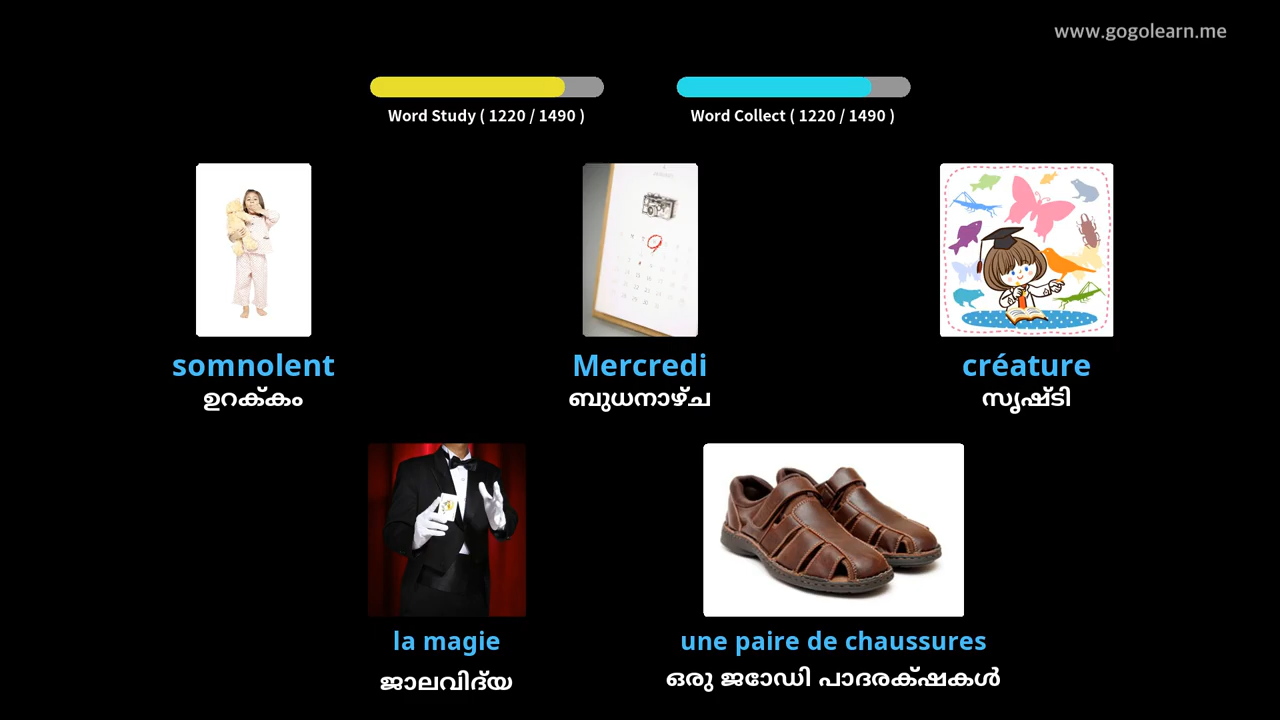 www.gogolearn.me
Word Study ( 1220 / 1490 )
Word Collect ( 1220 / 1490 )
somnolent
ഉറക്കം
Mercredi
ബുധനാഴ്ച
créature
സൃഷ്ടി
la magie
ജാലവിദ്യ
une paire de chaussures
ഒരു ജോഡി പാദരക്ഷകൾ